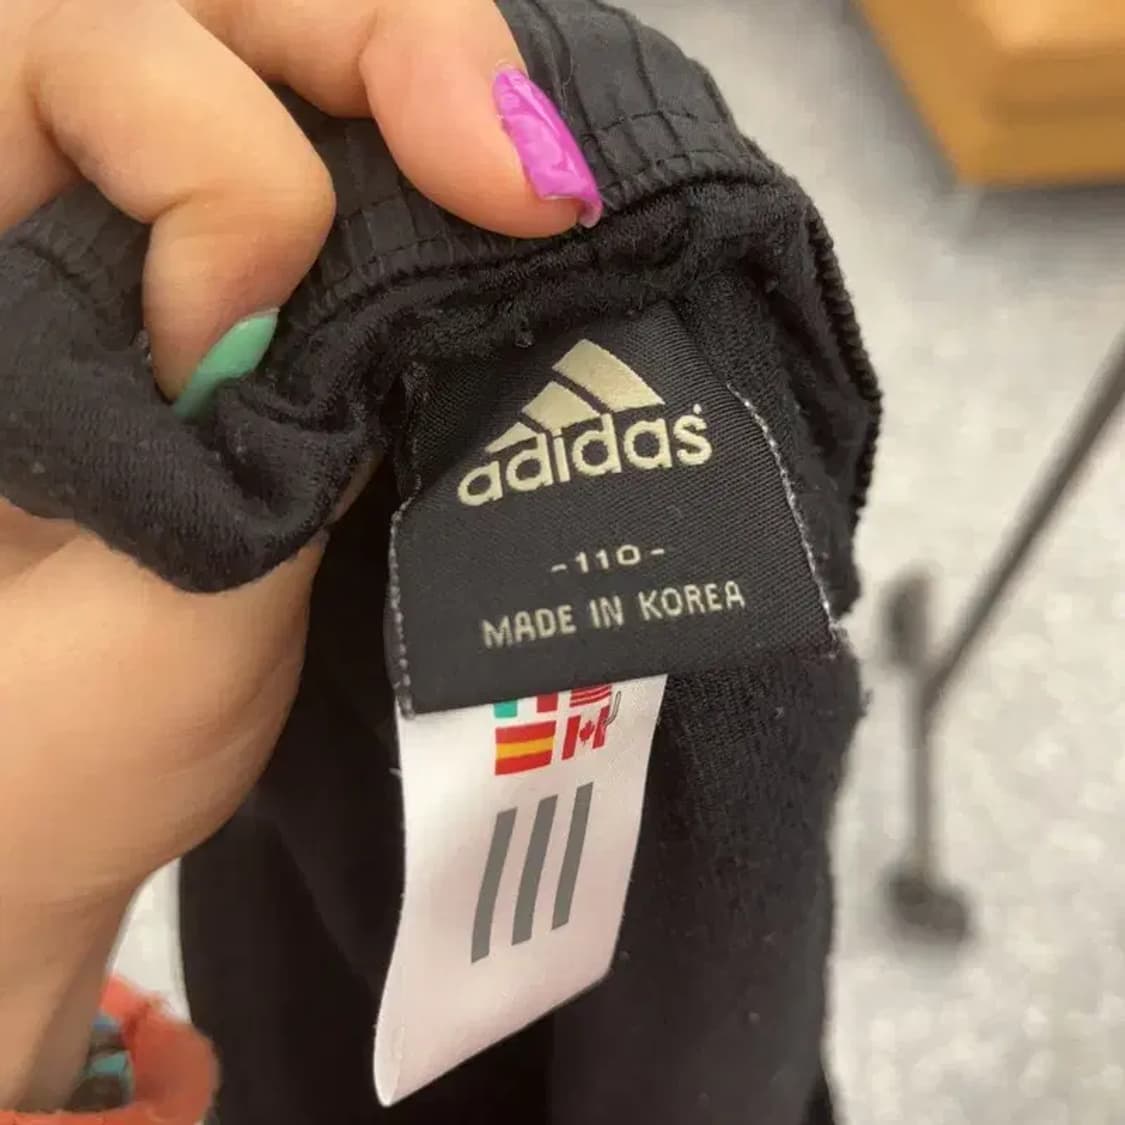 adidas
-110-
MADE IN KOREA